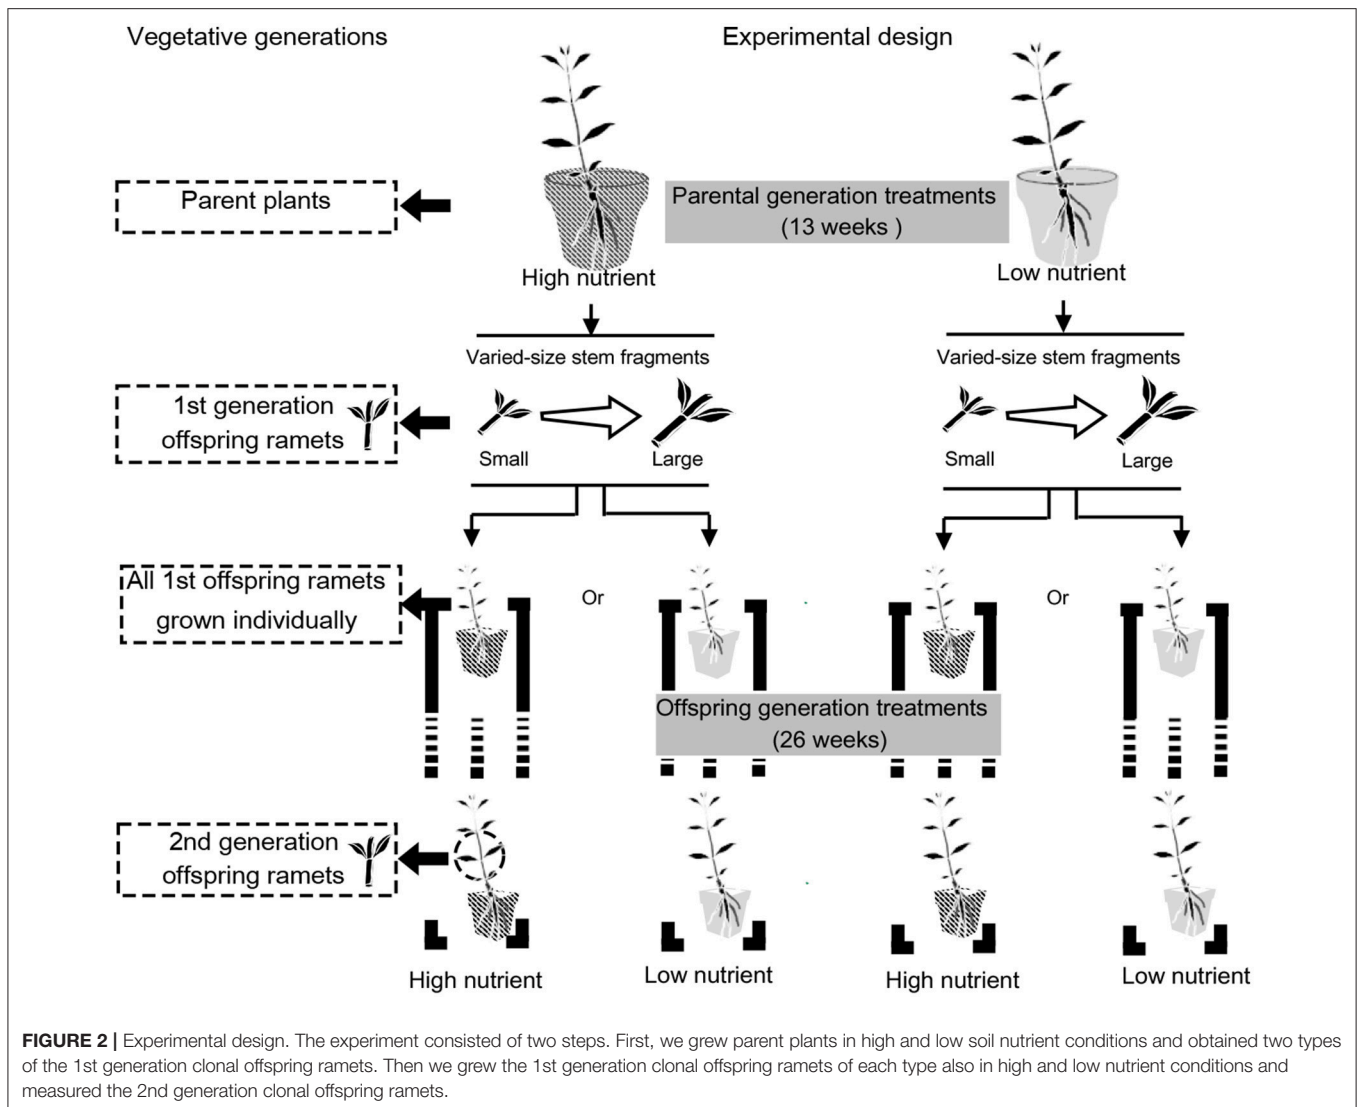 Vegetative generations
Experimental design
Parent plants
Parental generation treatments
(13 weeks )
High nutrient
Low nutrient
Varied-size stem fragments
Varied-size stem fragments
1st generation
offspring ramets
Small
Large
Small
Large
All 1st offspring ramets
grown individually
Or
Or
Offspring generation treatments
(26 weeks)
2nd generation
offspring ramets
High nutrient
Low nutrient
High nutrient
Low nutrient
FIGURE 2 | Experimental design. The experiment consisted of two steps. First, we grew parent plants in high and low soil nutrient conditions and obtained two types
of the 1st generation clonal offspring ramets. Then we grew the 1st generation clonal offspring ramets of each type also in high and low nutrient conditions and
measured the 2nd generation clonal offspring ramets.